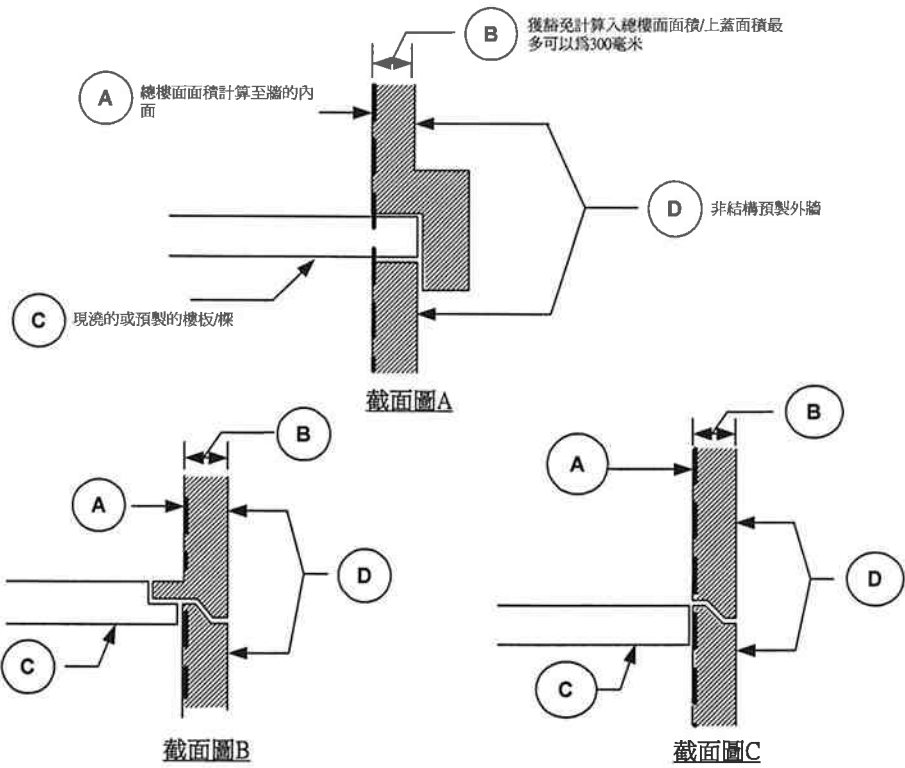 B
獲豁免計算入總樓面面積/上蓋面積最
多可以爲300毫米
A
總樓面面積計算至牆的內
面
D
非結構預製外牆
C
現澆的或預製的樓板/樑
截面圖A
B
A
D
C
截面圖B
B
A
D
C
截面圖C